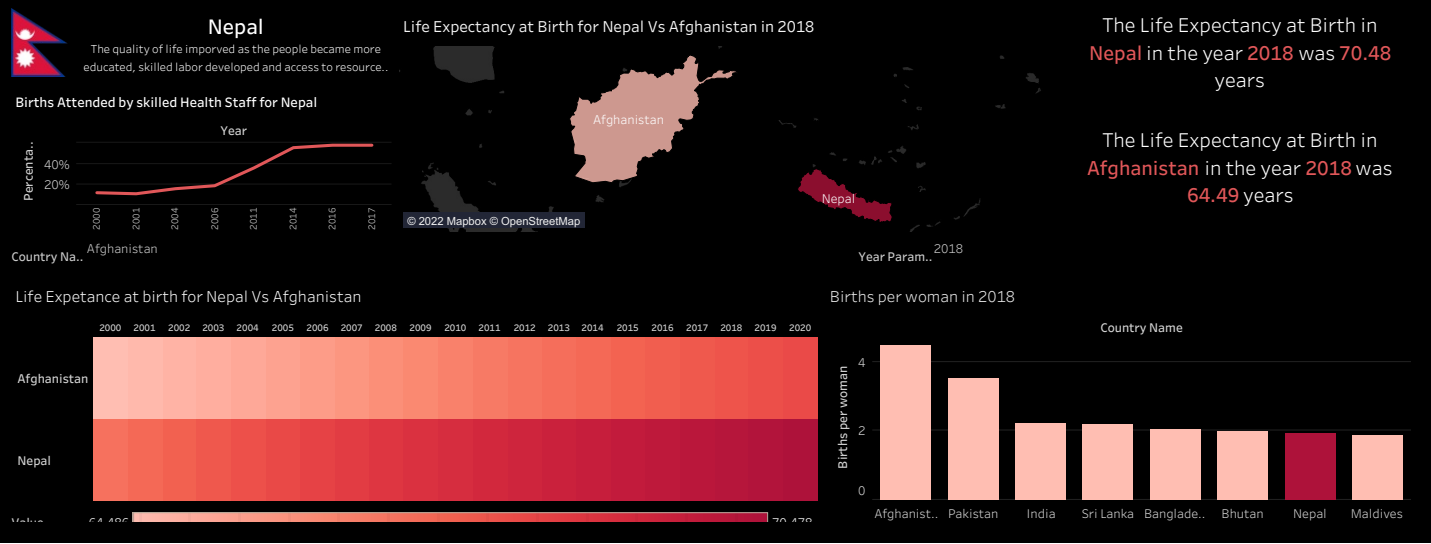 Nepal
The quality of life imporved as the people became more
educated, skilled labor developed and access to resource..
Births Attended by skilled Health Staff for Nepal
Year
Percenta..
40%
20%
2000
2001
2004
2006
2011
2014
2016
2017
Life Expectancy at Birth for Nepal Vs Afghanistan in 2018
Afghanistan
Nepal
© 2022 Mapbox © OpenStreetMap
The Life Expectancy at Birth in
Nepal in the year 2018 was 70.48
years
The Life Expectancy at Birth in
Afghanistan in the year 2018 was
64.49 years
Country Na.. Afghanistan
Year Param.. 2018
Life Expetance at birth for Nepal Vs Afghanistan
2000 2001 2002 2003 2004 2005 2006 2007 2008 2009 2010 2011 2012 2013 2014 2015 2016 2017 2018 2019 2020
Afghanistan
Nepal
Value 64.486 70.478
Births per woman in 2018
Country Name
Births per woman
4
2
0
Afghanist.. Pakistan India Sri Lanka Banglade.. Bhutan Nepal Maldives